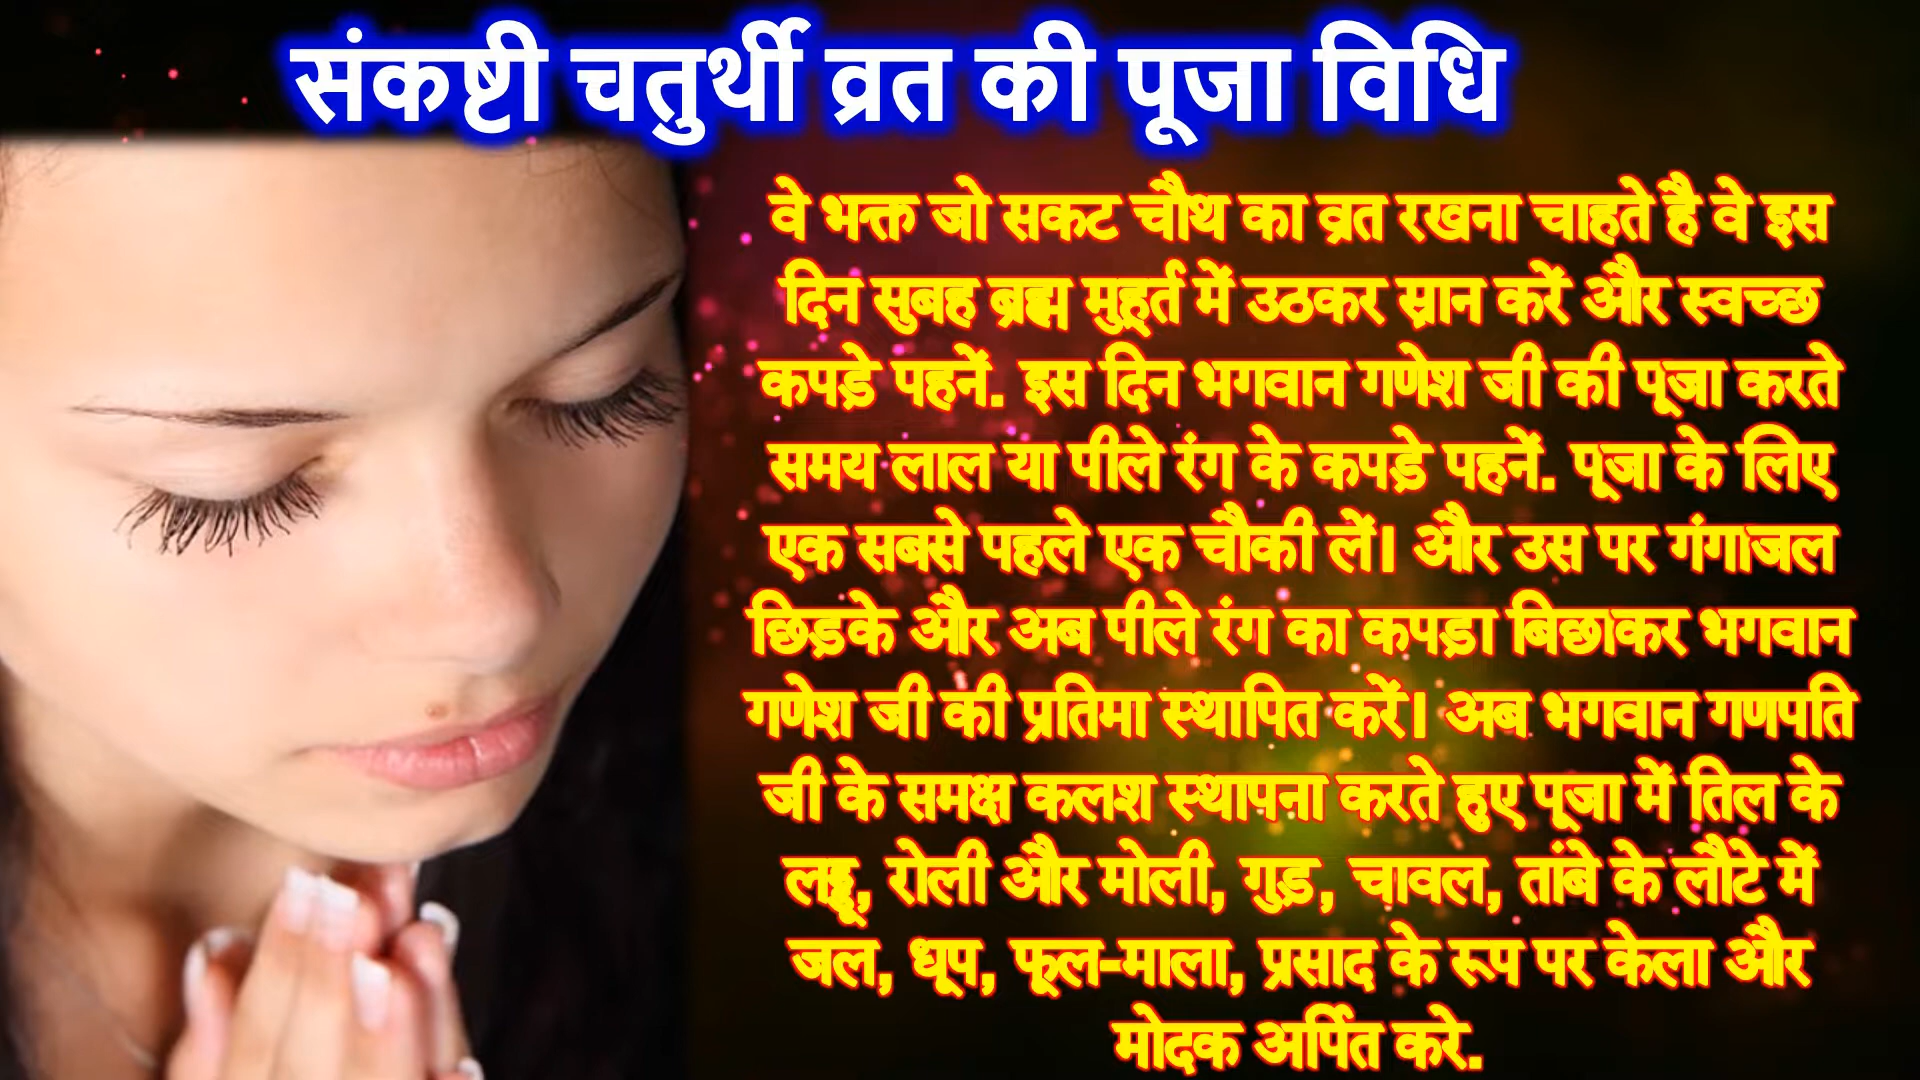 संकष्टी चतुर्थी व्रत की पूजा विधि
वे भक्त जो सकट चौथ का व्रत रखना चाहते है वे इस
दिन सुबह ब्रह्म मुहूर्त में उठकर स्नान करें और स्वच्छ
कपड़े पहनें. इस दिन भगवान गणेश जी की पूजा करते
समय लाल या पीले रंग के कपड़े पहनें. पूजा के लिए
एक सबसे पहले एक चौकी लें। और उस पर गंगाजल
छिड़के और अब पीले रंग का कपड़ा बिछाकर भगवान
गणेश जी की प्रतिमा स्थापित करें। अब भगवान गणपति
जी के समक्ष कलश स्थापना करते हुए पूजा में तिल के
लड्डू, रोली और मोली, गुड़, चावल, तांबे के लौटे में
जल, धूप, फूल-माला, प्रसाद के रूप पर केला और
मोदक अर्पित करे.